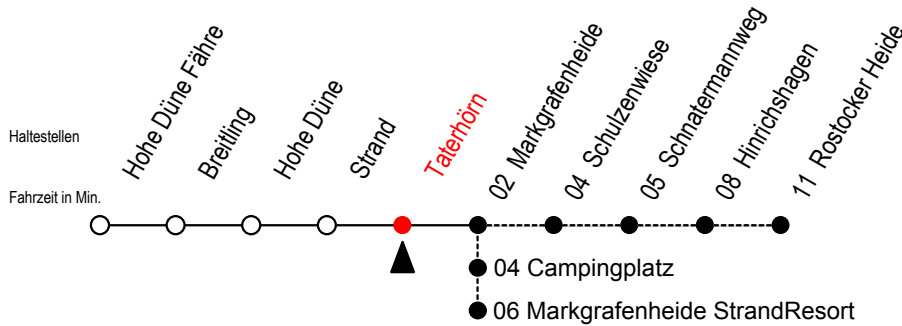 Haltestellen
Fahrzeit in Min.
Hohe Düne Fähre
Breitling
Hohe Düne
Strand
Taterhörn
02 Markgrafenheide
04 Schulzenwiese
05 Schnatermannweg
08 Hinrichshagen
11 Rostocker Heide
04 Campingplatz
06 Markgrafenheide StrandResort